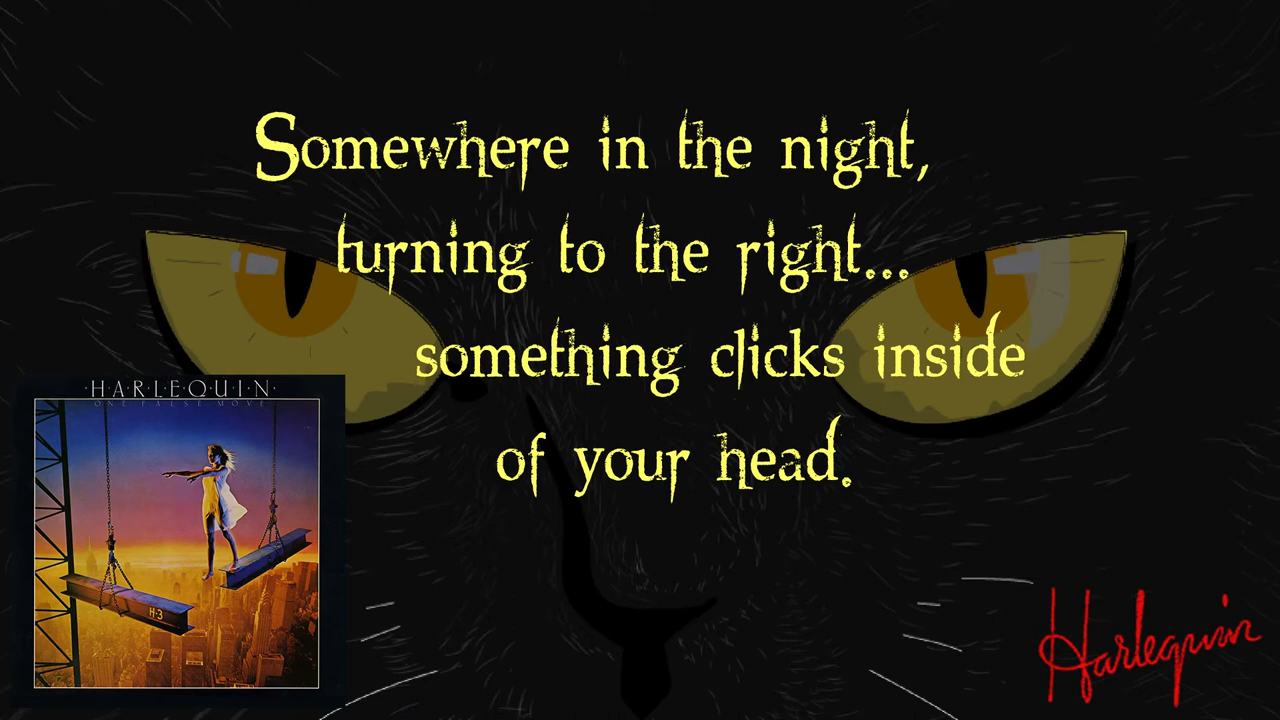 Somewhere in the night,
turning to the right...
something clicks inside
of your head.
·H·A·R·L·E·Q·U·I·N·
ONE FALSE MOVE
H-3
Harlequin